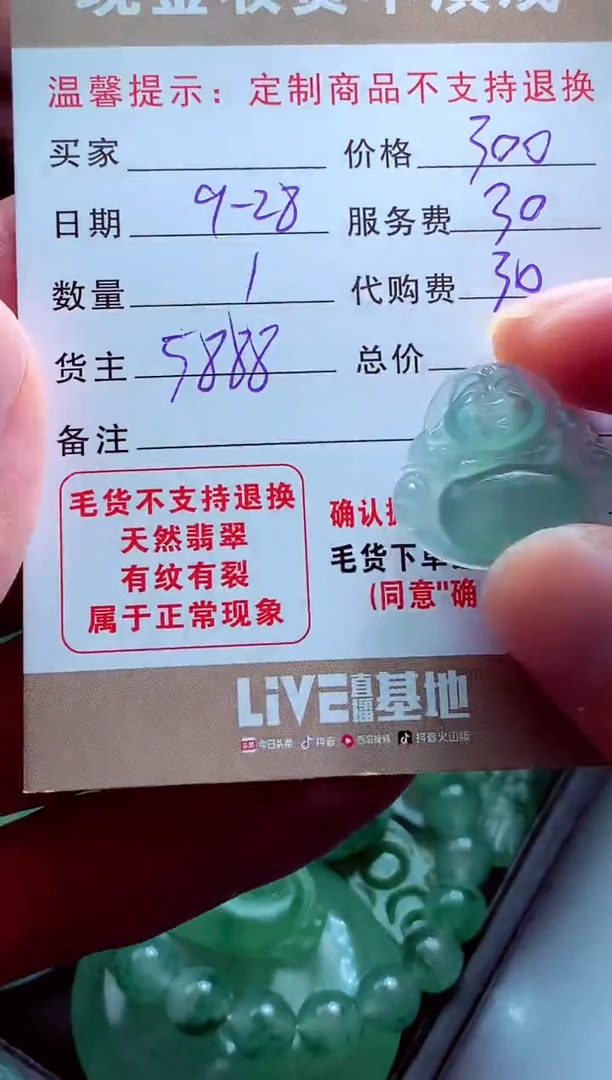 温馨提示：定制商品不支持退换
买家 价格 300
日期 9-28 服务费 30
数量 1 代购费 30
货主 5888 总价
备注
毛货不支持退换
天然翡翠
有纹有裂
属于正常现象
确认
毛货下单
(同意"确
LiVE直播基地
今日头条 抖音 西瓜视频 抖音火山版